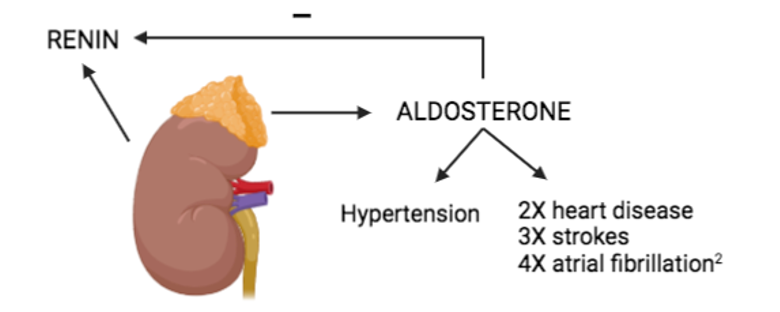 –
RENIN
ALDOSTERONE
Hypertension
2X heart disease
3X strokes
4X atrial fibrillation²